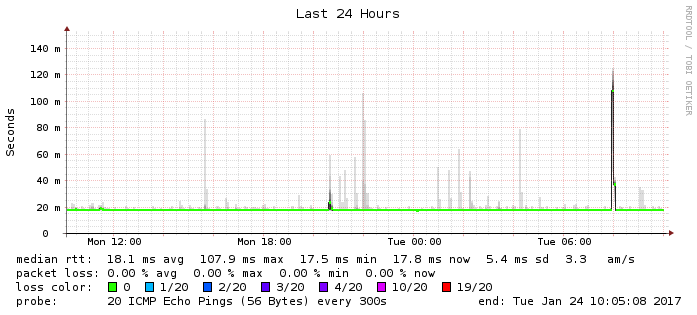 Last 24 Hours
RRDTOOL / TOBI OETIKER
Seconds
140 m
120 m
100 m
80 m
60 m
40 m
20 m
0
Mon 12:00 Mon 18:00 Tue 00:00 Tue 06:00
median rtt: 18.1 ms avg 107.9 ms max 17.5 ms min 17.8 ms now 5.4 ms sd 3.3 am/s
packet loss: 0.00 % avg 0.00 % max 0.00 % min 0.00 % now
loss color: 0 1/20 2/20 3/20 4/20 10/20 19/20
probe: 20 ICMP Echo Pings (56 Bytes) every 300s end: Tue Jan 24 10:05:08 2017